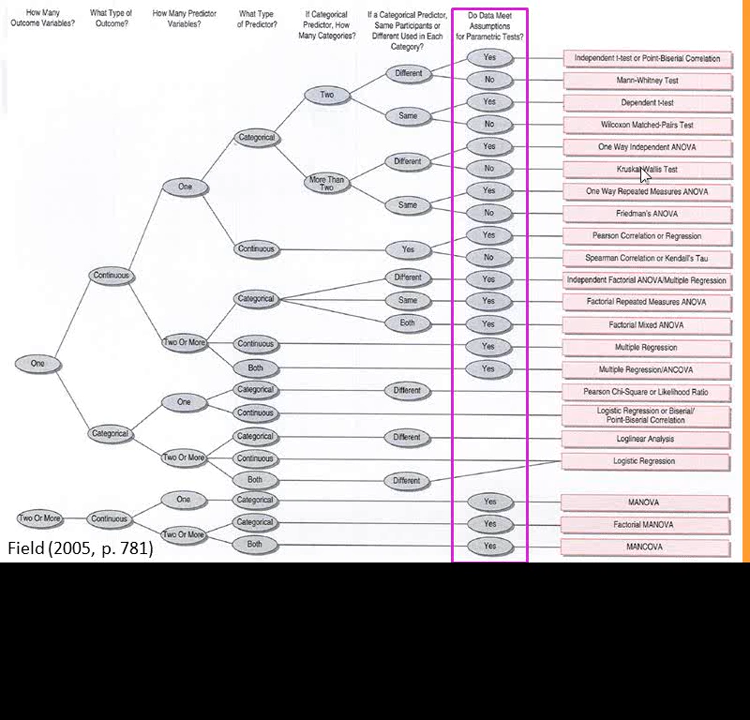 How Many
Outcome Variables?
What Type of
Outcome?
How Many Predictor
Variables?
What Type
of Predictor?
If Categorical
Predictor, How
Many Categories?
If a Categorical Predictor,
Same Participants or
Different Used in Each
Category?
Do Data Meet
Assumptions
for Parametric Tests?
Yes
Independent t-test or Point-Biserial Correlation
Different
No
Mann-Whitney Test
Two
Yes
Dependent t-test
Same
No
Wilcoxon Matched-Pairs Test
Categorical
Yes
One Way Independent ANOVA
Different
No
Kruskal-Wallis Test
More Than
Two
Yes
One Way Repeated Measures ANOVA
Same
No
Friedman's ANOVA
One
Yes
Pearson Correlation or Regression
Continuous
Yes
No
Spearman Correlation or Kendall's Tau
Continuous
Different
Yes
Independent Factorial ANOVA/Multiple Regression
Categorical
Same
Yes
Factorial Repeated Measures ANOVA
Both
Yes
Factorial Mixed ANOVA
Two Or More
Continuous
Yes
Multiple Regression
Both
Yes
Multiple Regression/ANCOVA
One
Categorical
Different
Pearson Chi-Square or Likelihood Ratio
One
Continuous
Logistic Regression or Biserial/
Point-Biserial Correlation
Categorical
Categorical
Different
Loglinear Analysis
Two Or More
Continuous
Logistic Regression
Both
Different
One
Categorical
Yes
MANOVA
Two Or More
Continuous
Categorical
Yes
Factorial MANOVA
Two Or More
Both
Yes
MANCOVA
Field (2005, p. 781)